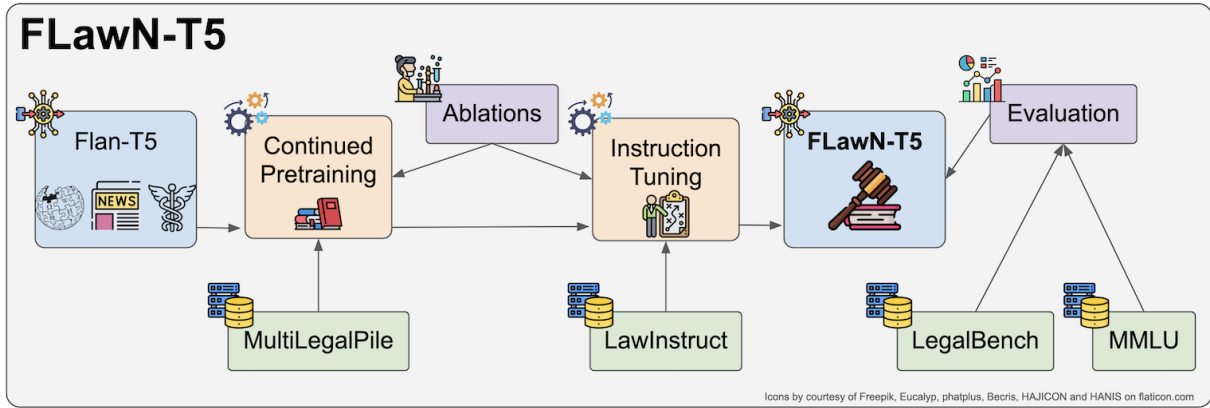 FLawN-T5
Flan-T5
NEWS
Continued
Pretraining
Ablations
Instruction
Tuning
FLawN-T5
Evaluation
MultiLegalPile
LawInstruct
LegalBench
MMLU
Icons by courtesy of Freepik, Eucalyp, phatplus, Becris, HAJICON and HANIS on flaticon.com